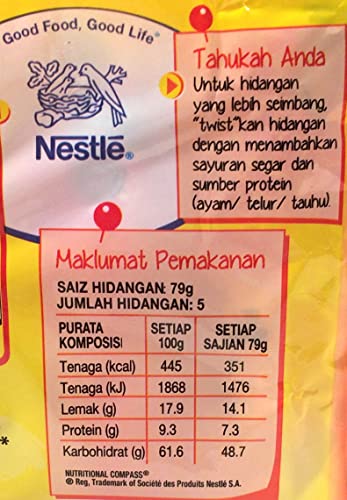 Good Food, Good Life®
Nestlé®
Tahukah Anda
Untuk hidangan
yang lebih seimbang,
"twist"kan hidangan
dengan menambahkan
sayuran segar dan
sumber protein
(ayam/ telur/ tauhu).
Maklumat Pemakanan
SAIZ HIDANGAN: 79g
JUMLAH HIDANGAN: 5
PURATA KOMPOSISI SETIAP 100g SETIAP SAJIAN 79g
Tenaga (kcal) 445 351
Tenaga (kJ) 1868 1476
Lemak (g) 17.9 14.1
Protein (g) 9.3 7.3
Karbohidrat (g) 61.6 48.7
NUTRITIONAL COMPASS®
® Reg, Trademark of Société des Produits Nestlé S.A.
*